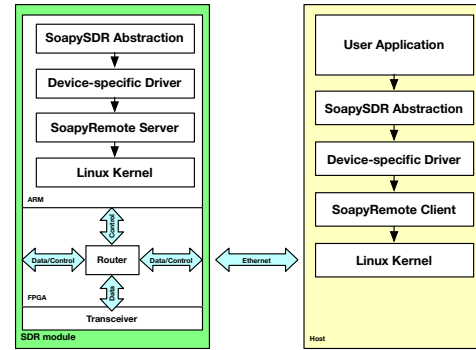 SoapySDR Abstraction
Device-specific Driver
SoapyRemote Server
Linux Kernel
ARM
Control
Data/Control
Router
Data/Control
Data
FPGA
Transceiver
SDR module
Ethernet
User Application
SoapySDR Abstraction
Device-specific Driver
SoapyRemote Client
Linux Kernel
Host